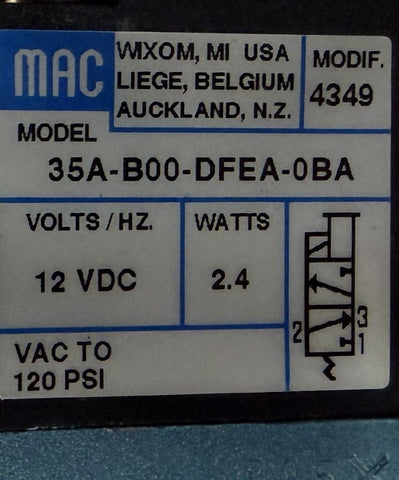 MAC
WIXOM, MI USA
LIEGE, BELGIUM
AUCKLAND, N.Z.
MODIF.
4349
MODEL
35A-B00-DFEA-0BA
VOLTS / HZ.
12 VDC
WATTS
2.4
2
3
1
VAC TO
120 PSI